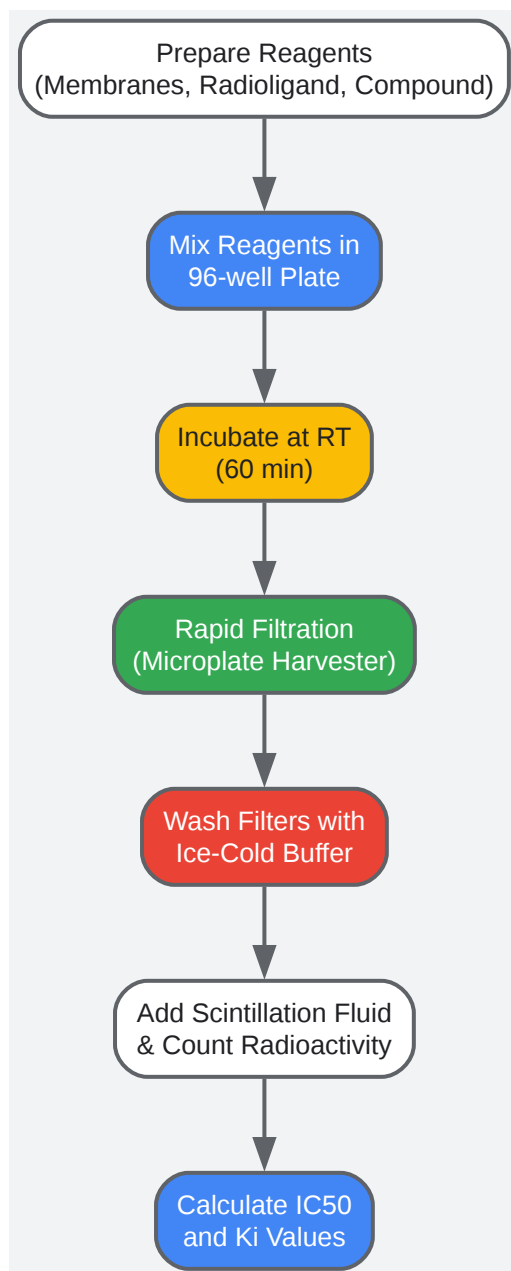 Prepare Reagents
(Membranes, Radioligand, Compound)
Mix Reagents in
96-well Plate
Incubate at RT
(60 min)
Rapid Filtration
(Microplate Harvester)
Wash Filters with
Ice-Cold Buffer
Add Scintillation Fluid
& Count Radioactivity
Calculate IC50
and Ki Values